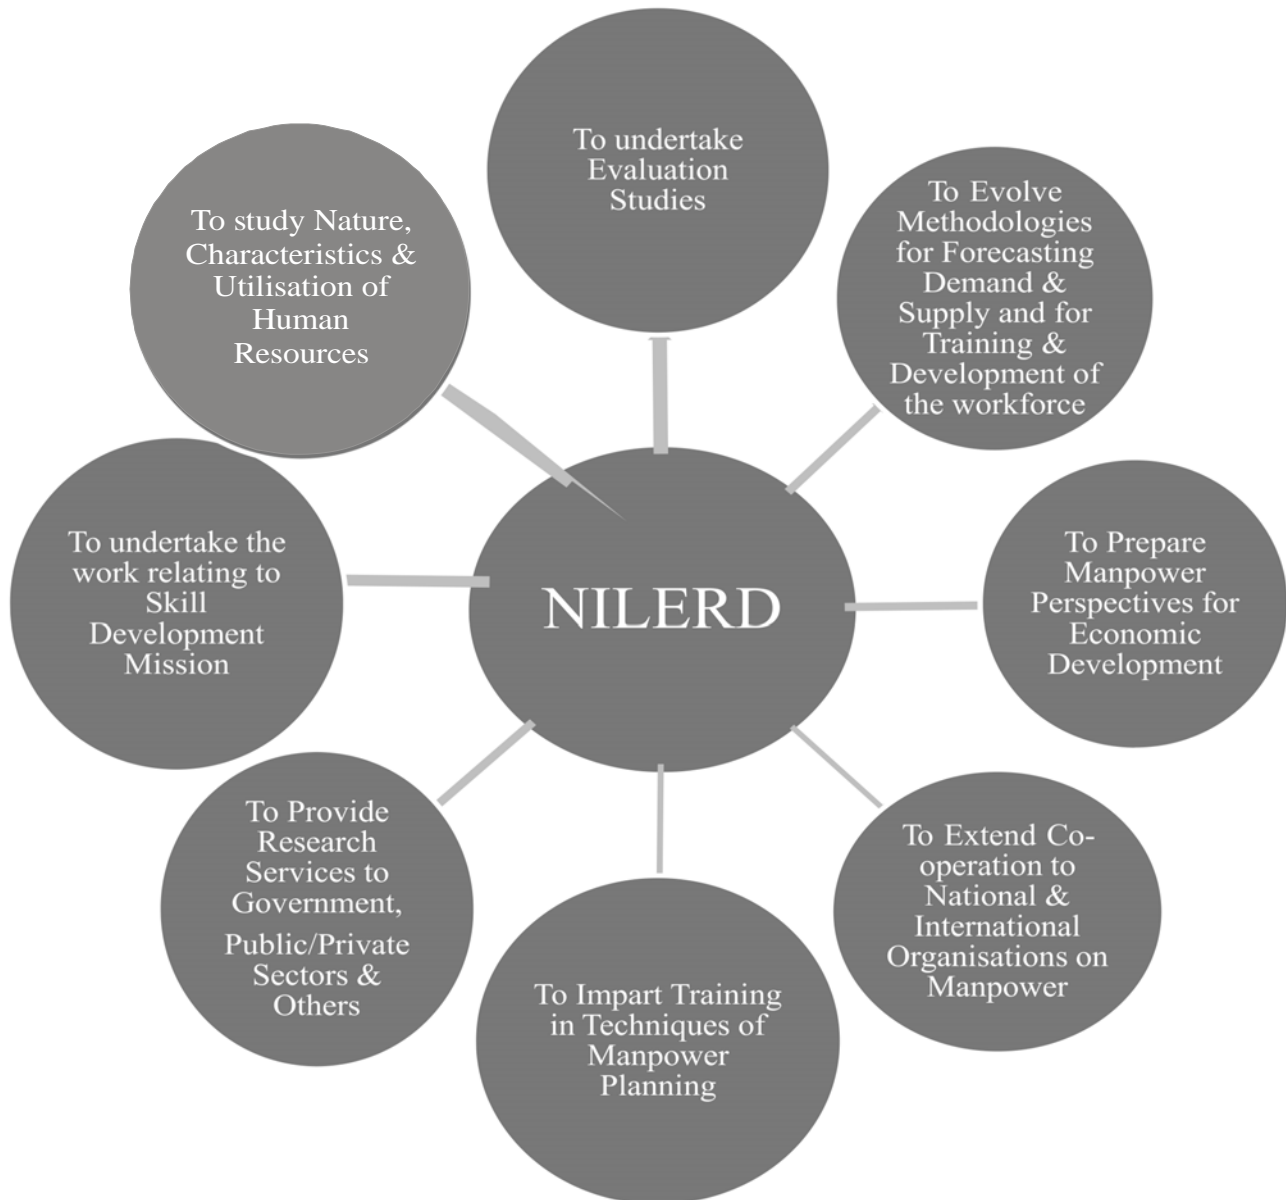 To undertake
Evaluation
Studies
To Evolve
Methodologies
for Forecasting
Demand &
Supply and for
Training &
Development of
the workforce
To Prepare
Manpower
Perspectives for
Economic
Development
To Extend Co-
operation to
National &
International
Organisations on
Manpower
To Impart Training
in Techniques of
Manpower
Planning
To Provide
Research
Services to
Government,
Public/Private
Sectors &
Others
To undertake the
work relating to
Skill
Development
Mission
To study Nature,
Characteristics &
Utilisation of
Human
Resources
NILERD